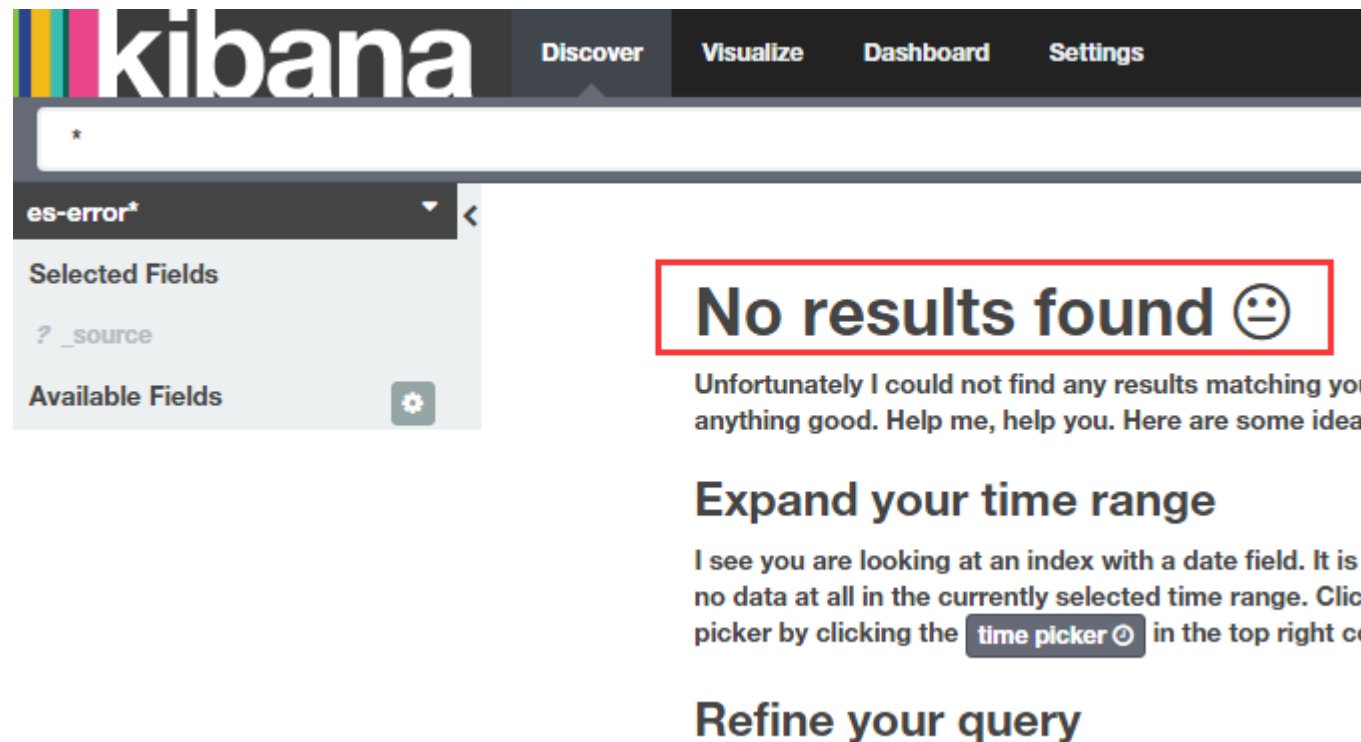 kibana Discover Visualize Dashboard Settings
*
es-error*
Selected Fields
? _source
Available Fields
No results found
Unfortunately I could not find any results matching
anything good. Help me, help you. Here are some
Expand your time range
I see you are looking at an index with a date field. It is
no data at all in the currently selected time range.
picker by clicking the time picker in the top right
Refine your query